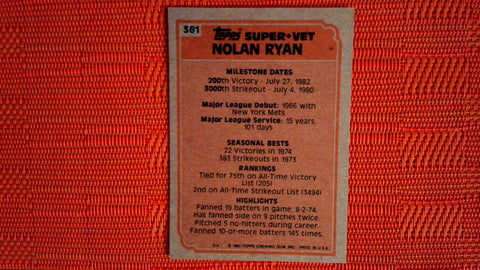 361
Topps SUPER★VET
NOLAN RYAN
MILESTONE DATES
200th Victory - July 27, 1982
3000th Strikeout - July 4, 1980
Major League Debut: 1966 with
New York Mets
Major League Service: 15 years,
101 days
SEASONAL BESTS
22 Victories in 1974
383 Strikeouts in 1973
RANKINGS
Tied for 75th on All-Time Victory
List (205)
2nd on All-Time Strikeout List (3494)
HIGHLIGHTS
Fanned 19 batters in game, 8-2-74.
Has fanned side on 9 pitches twice.
Pitched 5 no-hitters during career.
Fanned 10-or-more batters 145 times.
© 1983 TOPPS CHEWING GUM, INC. PRTD. IN U.S.A.